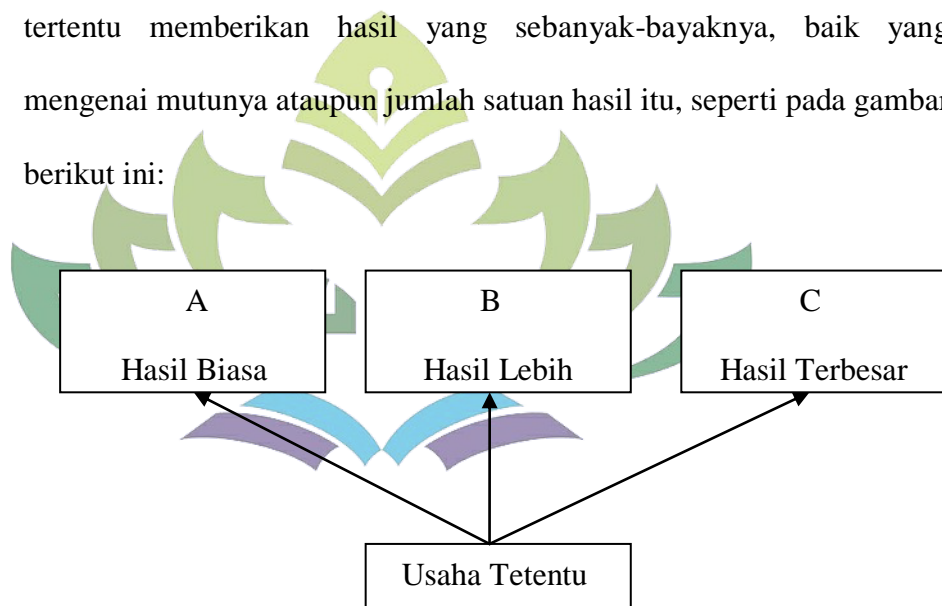 tertentu memberikan hasil yang sebanyak-bayaknya, baik yang
mengenai mutunya ataupun jumlah satuan hasil itu, seperti pada gambar
berikut ini:
A
Hasil Biasa
B
Hasil Lebih
C
Hasil Terbesar
Usaha Tetentu